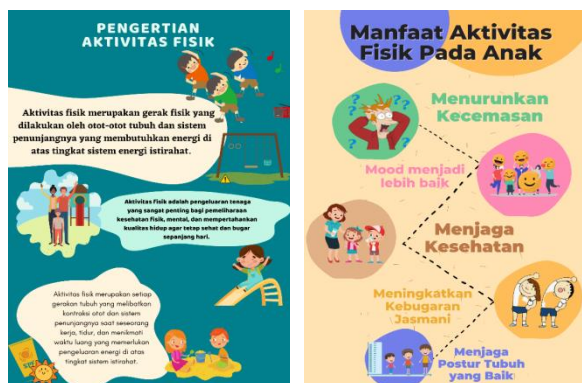 PENGERTIAN
AKTIVITAS FISIK
Aktivitas fisik merupakan gerak fisik yang
dilakukan oleh otot-otot tubuh dan sistem
penunjangnya yang membutuhkan energi di
atas tingkat sistem energi istirahat.
Aktivitas fisik adalah pengeluaran tenaga
yang sangat penting bagi pemeliharaan
kesehatan fisik, mental, dan mempertahankan
kualitas hidup agar tetap sehat dan bugar
sepanjang hari.
Aktivitas fisik merupakan setiap
gerakan tubuh yang melibatkan
kontraksi otot dan sistem
penunjangnya saat seseorang
kerja, tidur, dan menikmati
waktu luang yang memerlukan
pengeluaran energi di atas
tingkat sistem istirahat.
Manfaat Aktivitas
Fisik Pada Anak
Menurunkan
Kecemasan
Mood menjadi
lebih baik
Menjaga
Kesehatan
Meningkatkan
Kebugaran
Jasmani
Menjaga
Postur Tubuh
yang Baik